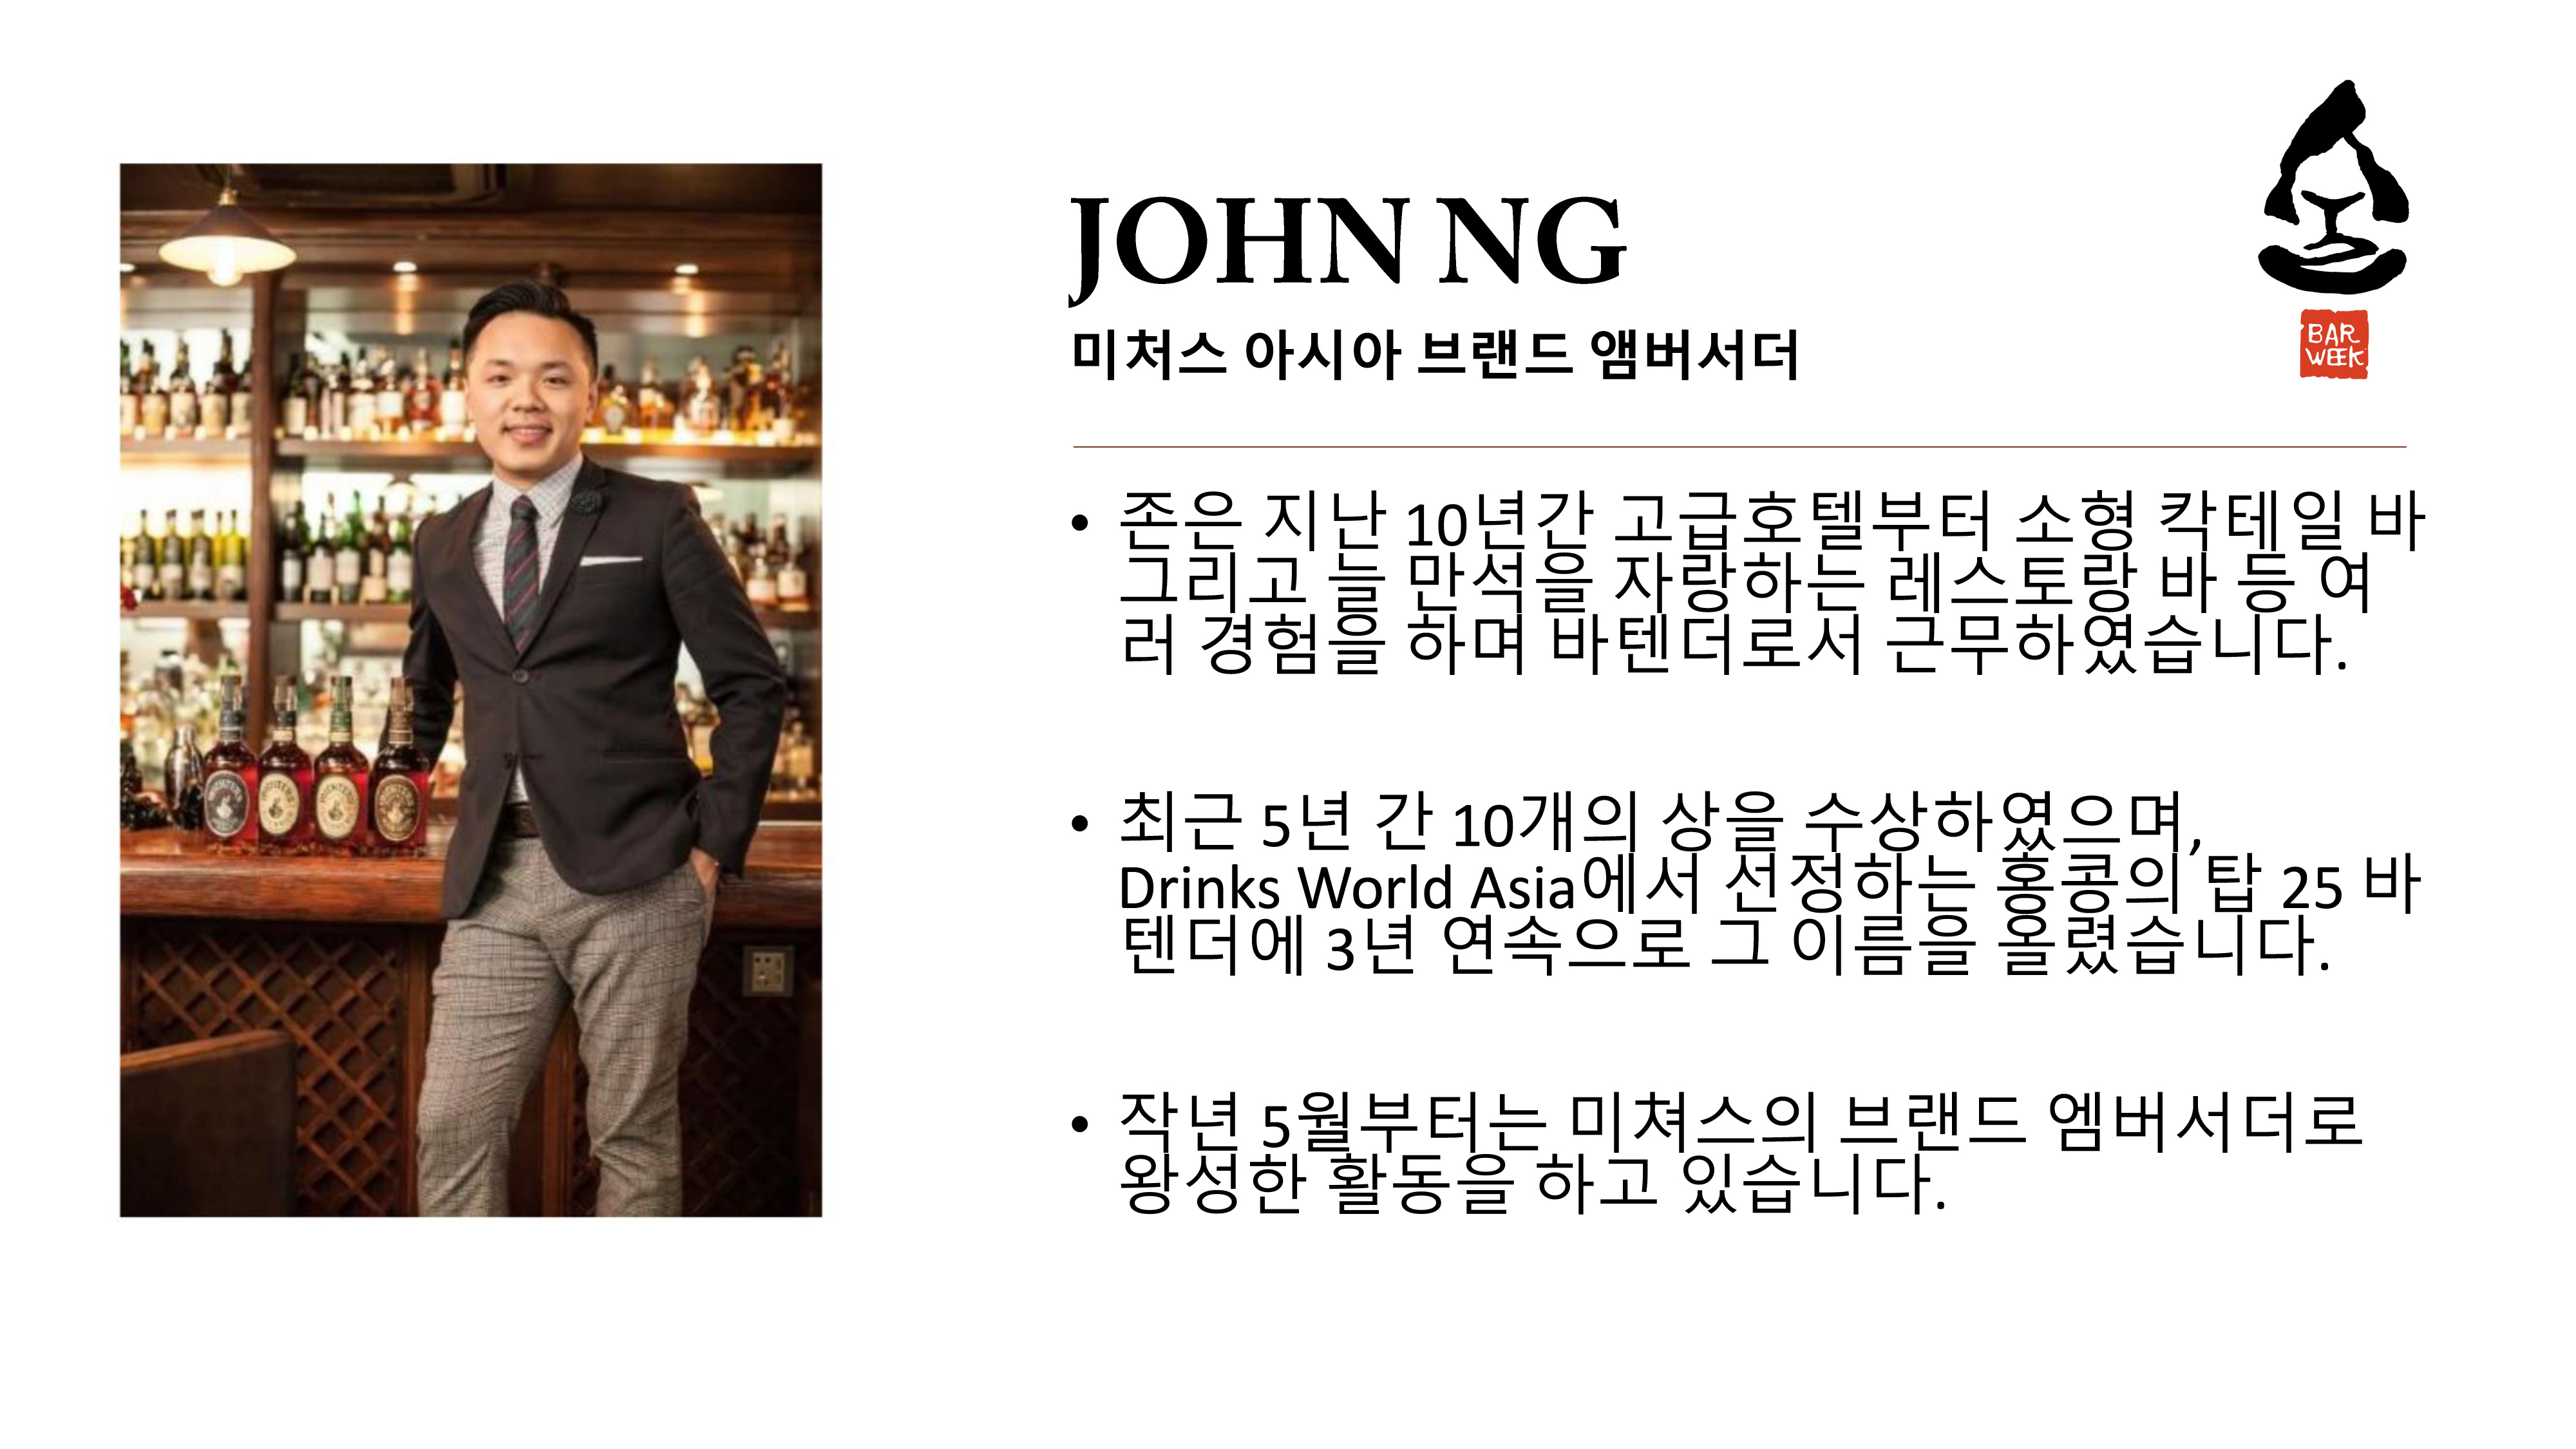 JOHN NG
미처스 아시아 브랜드 앰버서더
BAR
WEEK
• 존은 지난 10년간 고급호텔부터 소형 칵테일 바
그리고 늘 만석을 자랑하는 레스토랑 바 등 여
러 경험을 하며 바텐더로서 근무하였습니다.
• 최근 5년 간 10개의 상을 수상하였으며,
Drinks World Asia에서 선정하는 홍콩의 탑 25 바
텐더에 3년 연속으로 그 이름을 올렸습니다.
• 작년 5월부터는 미쳐스의 브랜드 엠버서더로
왕성한 활동을 하고 있습니다.